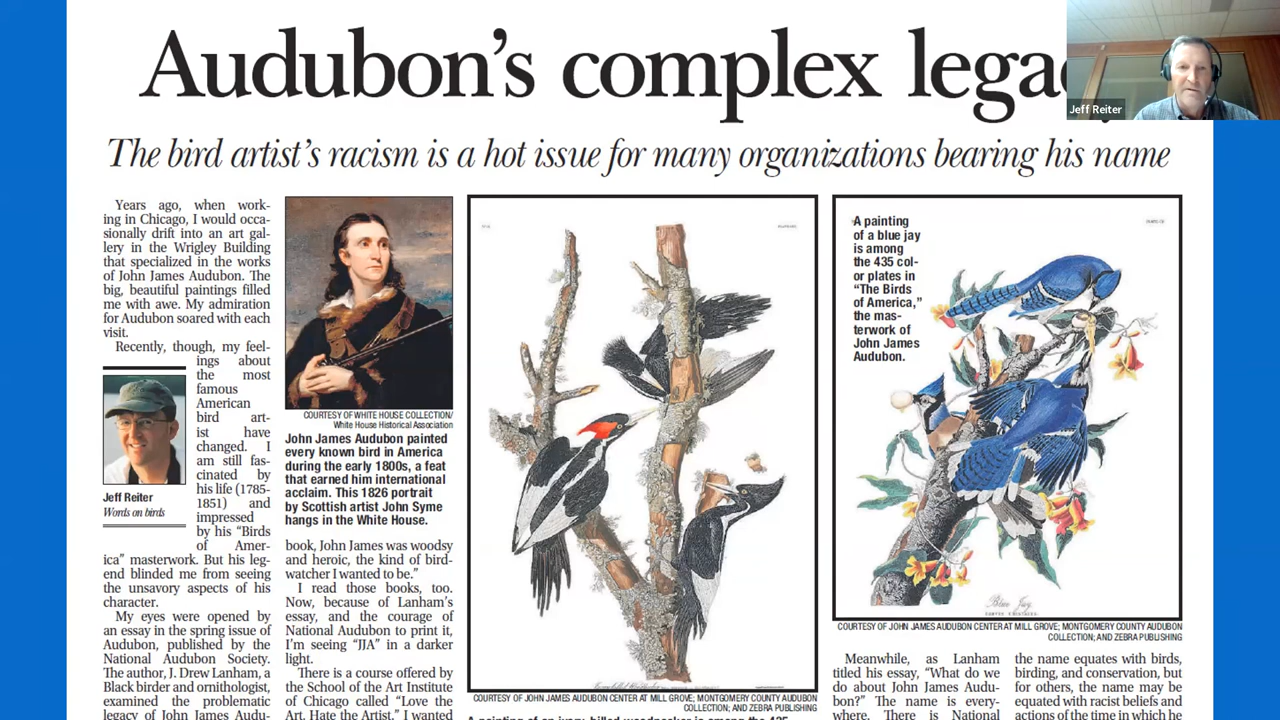 Audubon's complex lega
Jeff Reiter
The bird artist's racism is a hot issue for many organizations bearing his name
Years ago, when work-
ing in Chicago, I would occa-
sionally drift into an art gal-
lery in the Wrigley Building
that specialized in the works
of John James Audubon. The
big, beautiful paintings filled
me with awe. My admiration
for Audubon soared with each
visit.
Recently, though, my feel-
ings about
the most
famous
American
bird art-
ist have
changed. I
am still fas-
cinated by
his life (1785-
1851) and
impressed
by his "Birds
of Amer-
ica" masterwork. But his leg-
end blinded me from seeing
the unsavory aspects of his
character.
My eyes were opened by
an essay in the spring issue of
Audubon, published by the
National Audubon Society.
The author, J. Drew Lanham, a
Black birder and ornithologist,
examined the problematic
legacy of John James Audu-
Jeff Reiter
Words on birds
COURTESY OF WHITE HOUSE COLLECTION/
White House Historical Association
John James Audubon painted
every known bird in America
during the early 1800s, a feat
that earned him international
acclaim. This 1826 portrait
by Scottish artist John Syme
hangs in the White House.
book, John James was woodsy
and heroic, the kind of bird-
watcher I wanted to be."
I read those books, too.
Now, because of Lanham's
essay, and the courage of
National Audubon to print it,
I'm seeing "JJA" in a darker
light.
There is a course offered by
the School of the Art Institute
of Chicago called "Love the
Art, Hate the Artist." I wanted
COURTESY OF JOHN JAMES AUDUBON CENTER AT MILL GROVE; MONTGOMERY COUNTY AUDUBON
COLLECTION; AND ZEBRA PUBLISHING
A painting of an ivory-billed woodpecker is among the 435
A painting
of a blue jay
is among
the 435 col-
or plates in
"The Birds
of America,"
the mas-
terwork of
John James
Audubon.
Blue Jay.
COURTESY OF JOHN JAMES AUDUBON CENTER AT MILL GROVE; MONTGOMERY COUNTY AUDUBON
COLLECTION; AND ZEBRA PUBLISHING
Meanwhile, as Lanham
titled his essay, "What do we
do about John James Audu-
bon?" The name is every-
where. There is National
the name equates with birds,
birding, and conservation, but
for others, the name may be
equated with racist beliefs and
actions of the time in which he